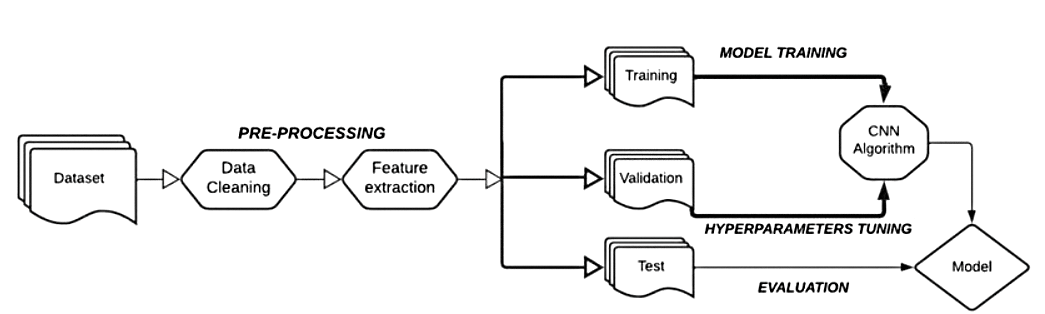 MODEL TRAINING
Training
CNN
Algorithm
PRE-PROCESSING
Dataset
Data
Cleaning
Feature
extraction
Validation
HYPERPARAMETERS TUNING
Test
Model
EVALUATION